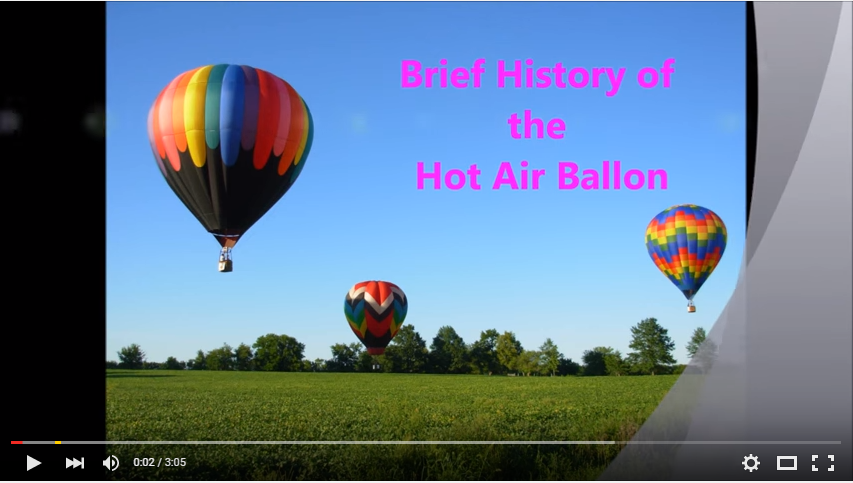 Brief History of
the
Hot Air Ballon
0:02 / 3:05